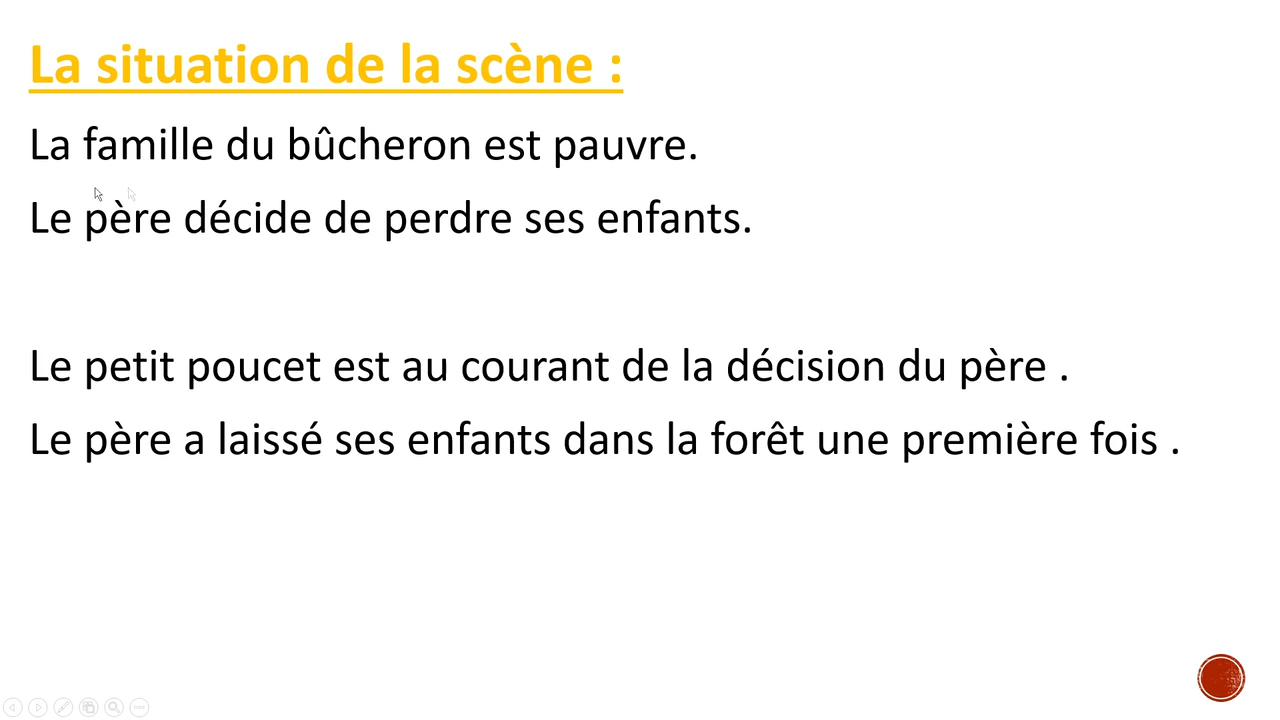 La situation de la scène :
La famille du bûcheron est pauvre.
Le père décide de perdre ses enfants.
Le petit poucet est au courant de la décision du père .
Le père a laissé ses enfants dans la forêt une première fois .